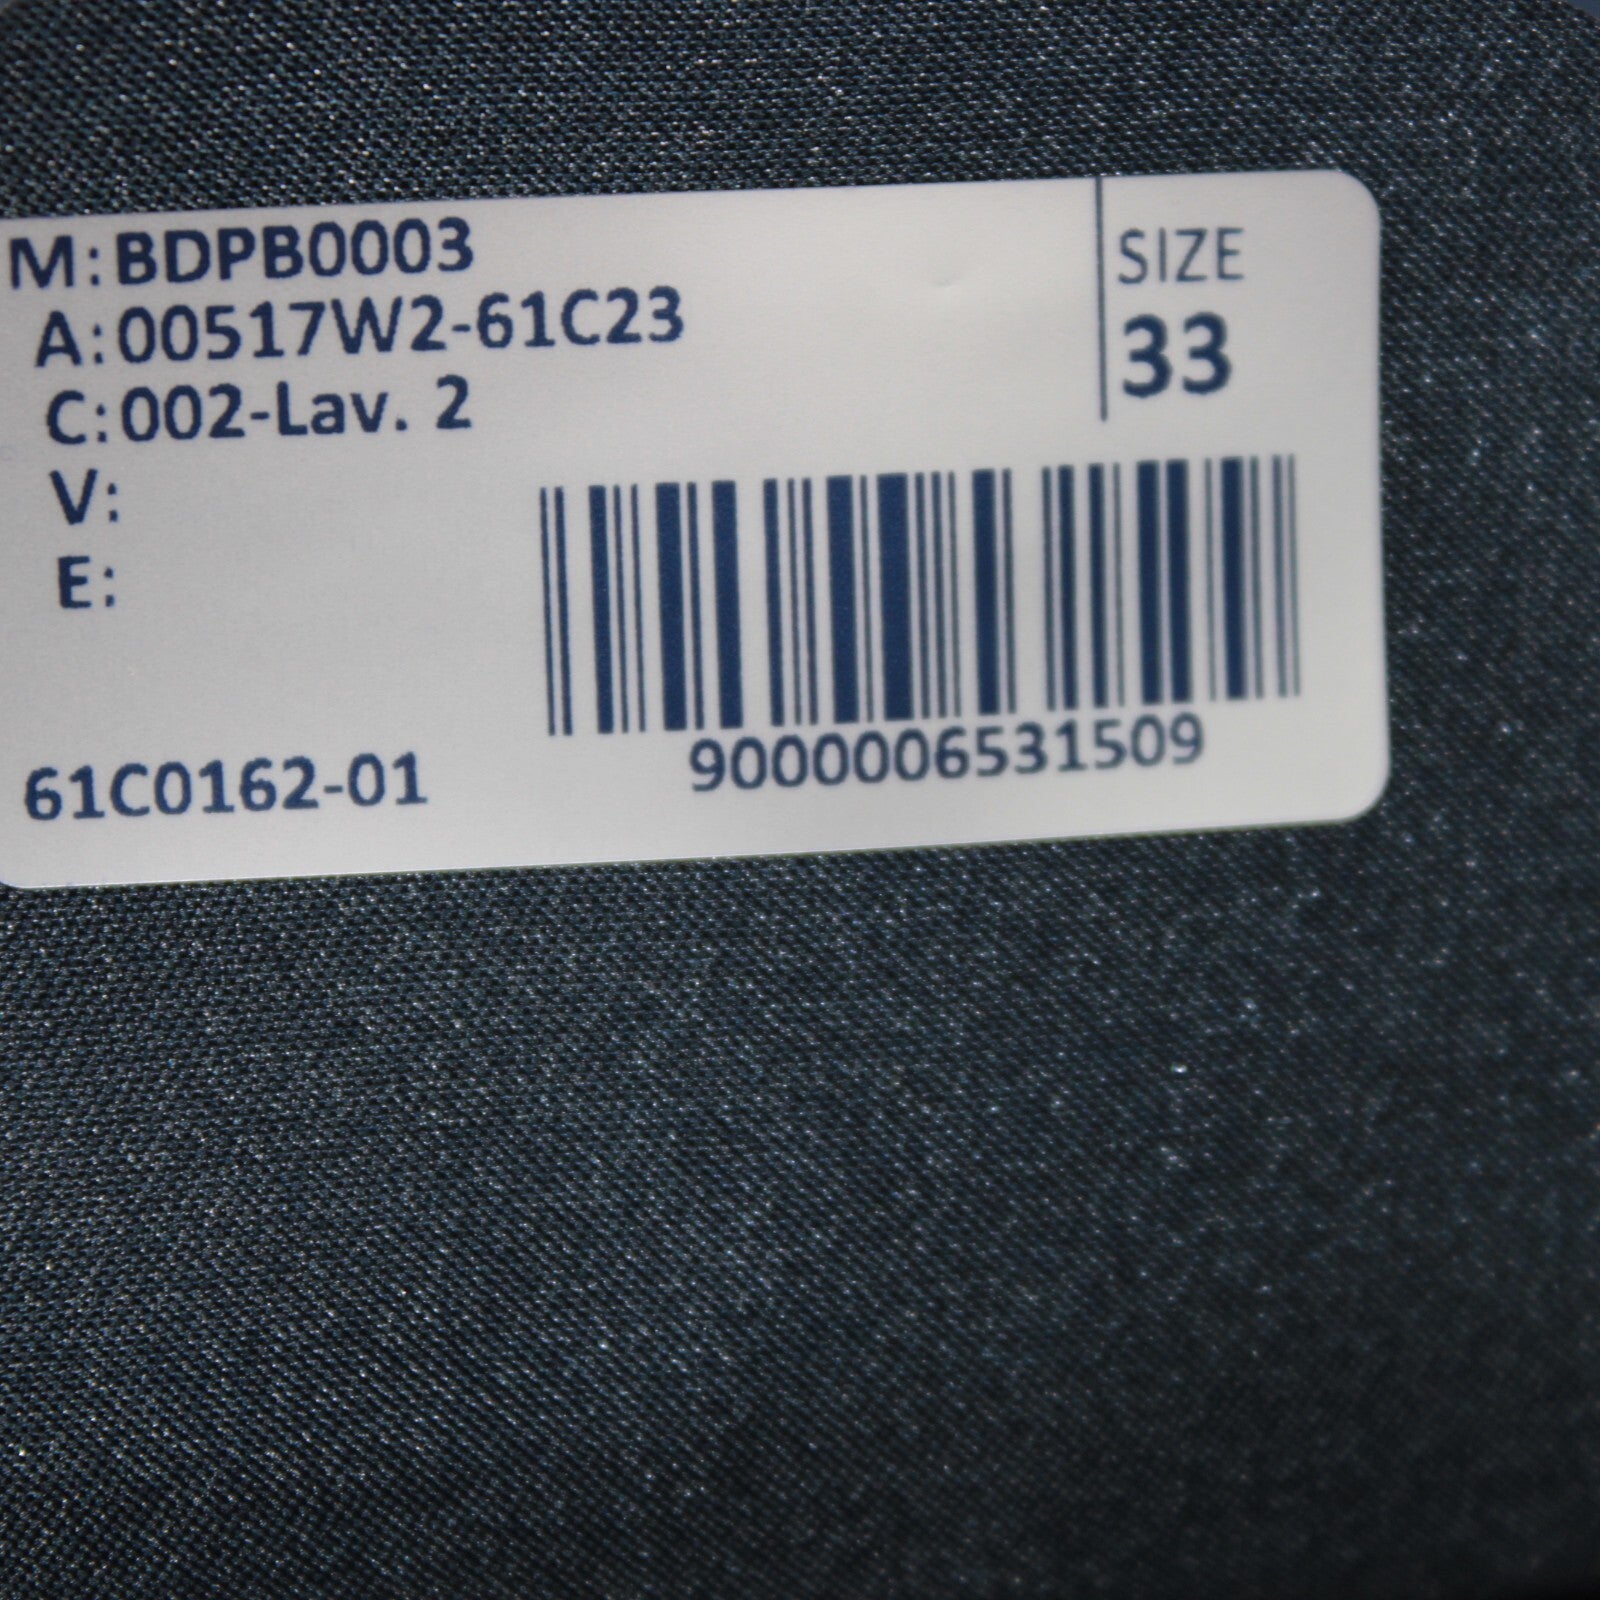 M: BDPB0003
A: 00517W2-61C23
C: 002-Lav. 2
V:
E:
SIZE
33
61C0162-01
9000006531509